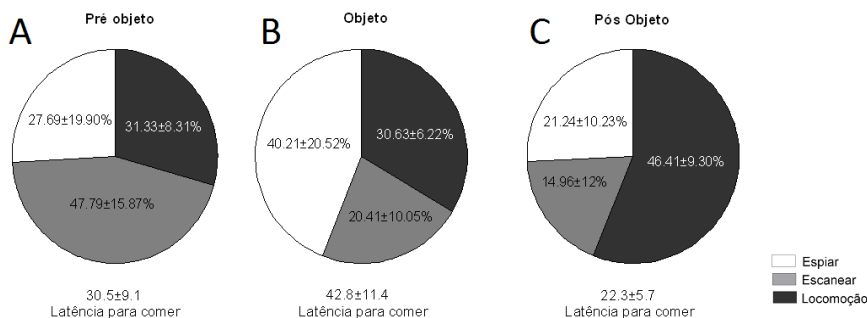 A
Pré objeto
27.69±19.90%
31.33±8.31%
47.79±15.87%
30.5±9.1
Latência para comer
B
Objeto
40.21±20.52%
30.63±6.22%
20.41±10.05%
42.8±11.4
Latência para comer
C
Pós Objeto
21.24±10.23%
46.41±9.30%
14.96±12%
22.3±5.7
Latência para comer
Espiar
Escanear
Locomoção